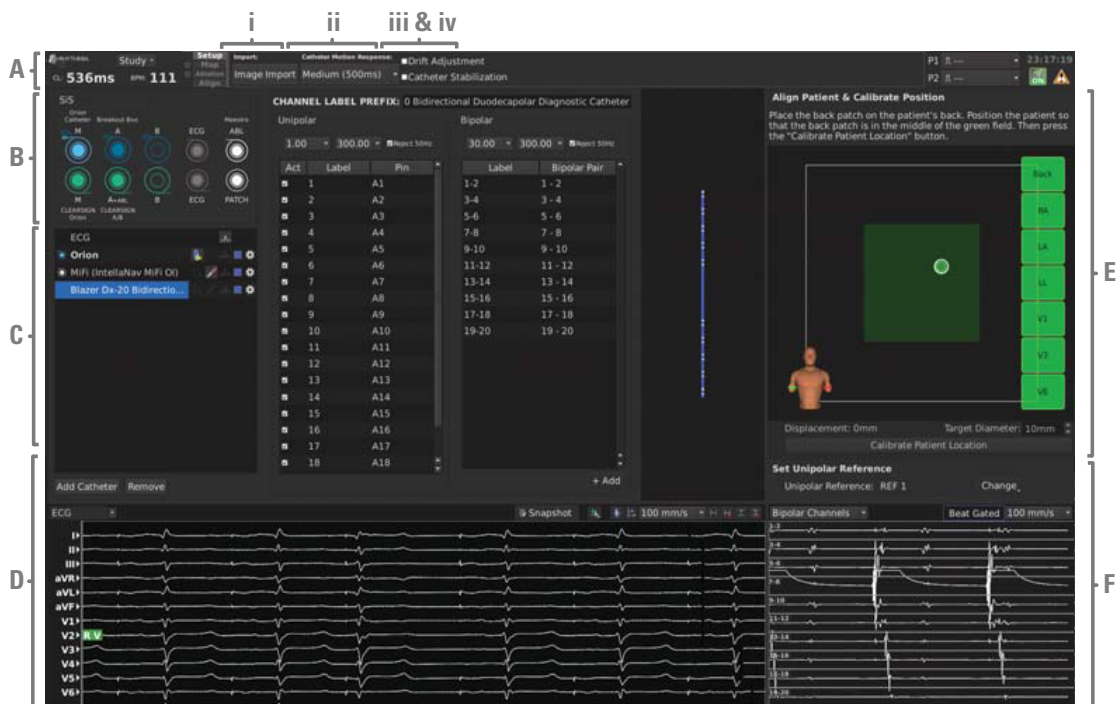 i ii iii & iv
A B C D E F
Study
CL: 536ms BPM: 111
Setup
Map
Ablation
Align
Import:
Image Import
Catheter Motion Response:
Medium (500ms)
Drift Adjustment
Catheter Stabilization
P1 ---
P2 ---
23:17:19
ON
SiS
Orion Catheter Breakout Box Maestro
M A B ECG ABL
M A+ABL B ECG PATCH
CLEARSIGN Orion CLEARSIGN A/B
ECG
Orion
MiFi (IntellaNav MiFi OI)
Blazer Dx-20 Bidirectio...
Add Catheter Remove
CHANNEL LABEL PREFIX: 0 Bidirectional Duodecapolar Diagnostic Catheter
Unipolar
1.00 300.00 Reject 50Hz
Act Label Pin
1 A1
2 A2
3 A3
4 A4
5 A5
6 A6
7 A7
8 A8
9 A9
10 A10
11 A11
12 A12
13 A13
14 A14
15 A15
16 A16
17 A17
18 A18
Bipolar
30.00 300.00 Reject 50Hz
Label Bipolar Pair
1-2 1 - 2
3-4 3 - 4
5-6 5 - 6
7-8 7 - 8
9-10 9 - 10
11-12 11 - 12
13-14 13 - 14
15-16 15 - 16
17-18 17 - 18
19-20 19 - 20
+ Add
Align Patient & Calibrate Position
Place the back patch on the patient's back. Position the patient so
that the back patch is in the middle of the green field. Then press
the "Calibrate Patient Location" button.
Back
RA
LA
LL
V1
V3
V6
Displacement: 0mm Target Diameter: 10mm
Calibrate Patient Location
Set Unipolar Reference
Unipolar Reference: REF 1 Change
ECG Snapshot 100 mm/s
I
II
III
aVR
aVL
aVF
V1
V2 R V
V3
V4
V5
V6
Bipolar Channels Beat Gated 100 mm/s
1-2
3-4
5-6
7-8
9-10
11-12
13-14
17-18
19-20